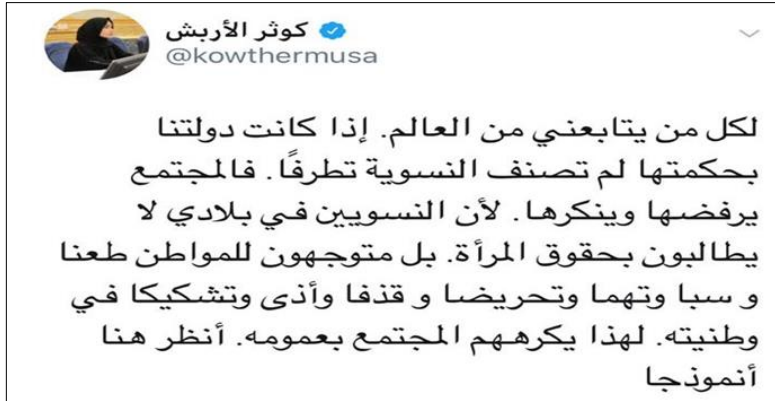 كوثر الأربش
@kowthermusa
لكل من يتابعني من العالم. إذا كانت دولتنا
بحكمتها لم تصنف النسوية تطرفًا. فالمجتمع
يرفضها وينكرها. لأن النسويين في بلادي لا
يطالبون بحقوق المرأة. بل متوجهون للمواطن طعنا
و سبا وتهما وتحريضا و قذفا وأذى وتشكيكا في
وطنيته. لهذا يكرههم المجتمع بعمومه. أنظر هنا
أنموذجا